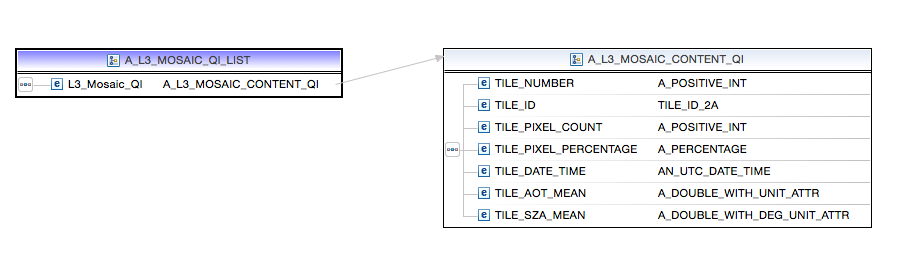 A_L3_MOSAIC_QI_LIST
e L3_Mosaic_QI A_L3_MOSAIC_CONTENT_QI
A_L3_MOSAIC_CONTENT_QI
e TILE_NUMBER A_POSITIVE_INT
e TILE_ID TILE_ID_2A
e TILE_PIXEL_COUNT A_POSITIVE_INT
e TILE_PIXEL_PERCENTAGE A_PERCENTAGE
e TILE_DATE_TIME AN_UTC_DATE_TIME
e TILE_AOT_MEAN A_DOUBLE_WITH_UNIT_ATTR
e TILE_SZA_MEAN A_DOUBLE_WITH_DEG_UNIT_ATTR